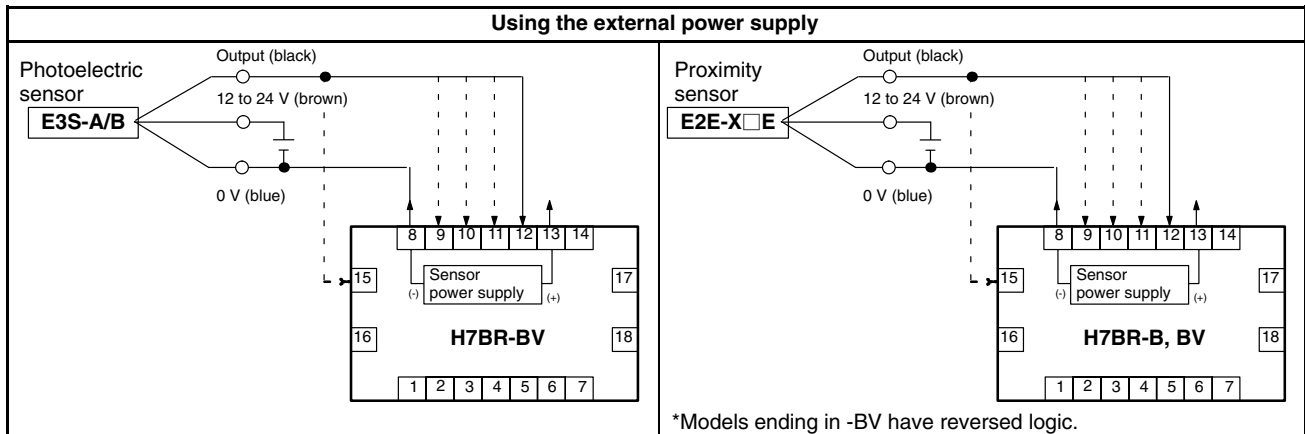 Using the external power supply
Photoelectric
sensor
E3S-A/B
Output (black)
12 to 24 V (brown)
0 V (blue)
8 9 10 11 12 13 14
15
Sensor
power supply
(-)
(+)
17
16
H7BR-BV
18
1 2 3 4 5 6 7
Proximity
sensor
E2E-X□E
Output (black)
12 to 24 V (brown)
0 V (blue)
8 9 10 11 12 13 14
15
Sensor
power supply
(-)
(+)
17
16
H7BR-B, BV
18
1 2 3 4 5 6 7
*Models ending in -BV have reversed logic.